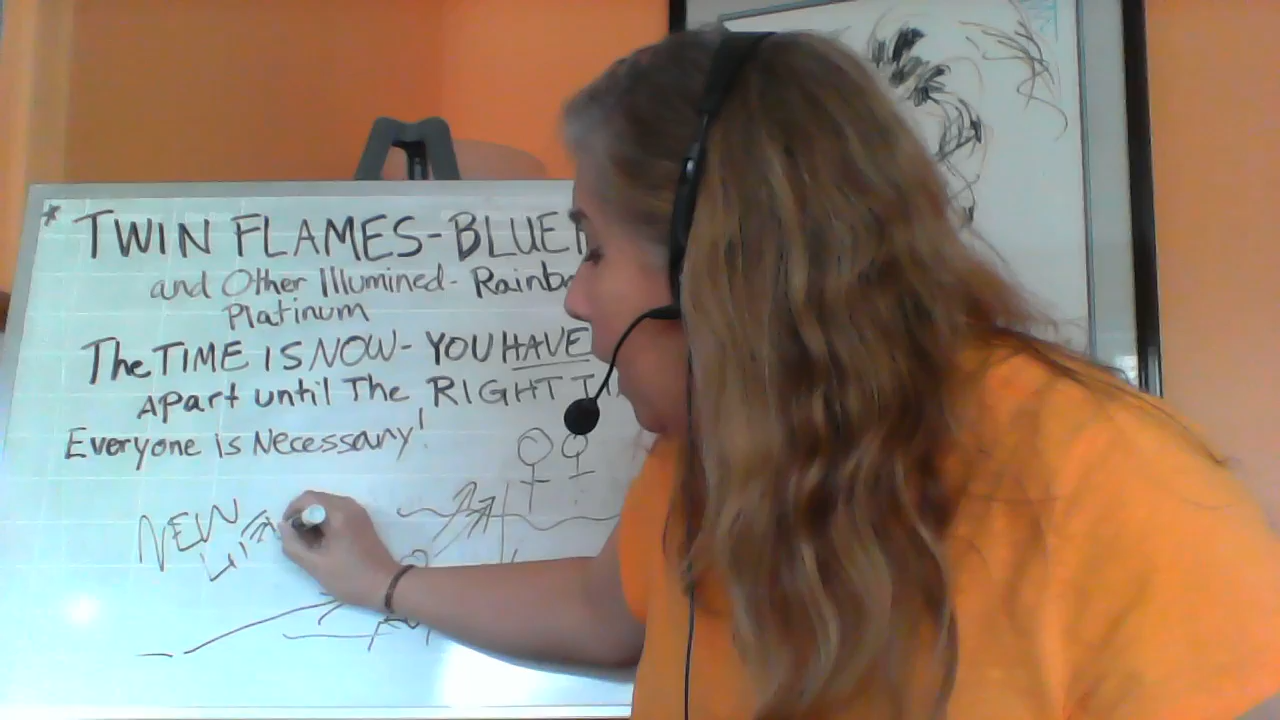 * TWIN FLAMES-BLUE
and Other Illumined- Rainbo
Platinum
The TIME IS NOW- YOU HAVE
Apart until The RIGHT
Everyone is Necessary!
NEW